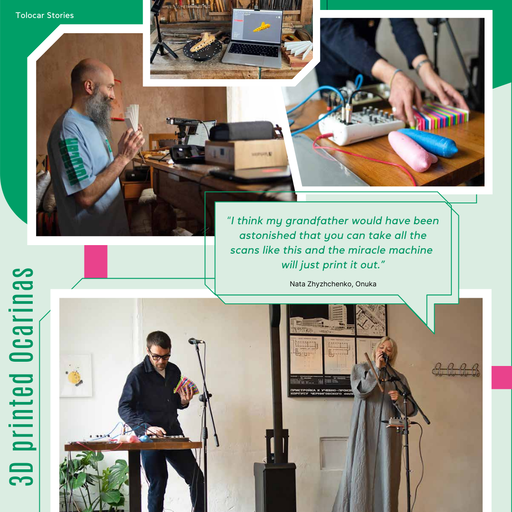 Tolocar Stories
"I think my grandfather would have been
astonished that you can take all the
scans like this and the miracle machine
will just print it out."
Nata Zhyzhchenko, Onuka
3D printed Ocarinas